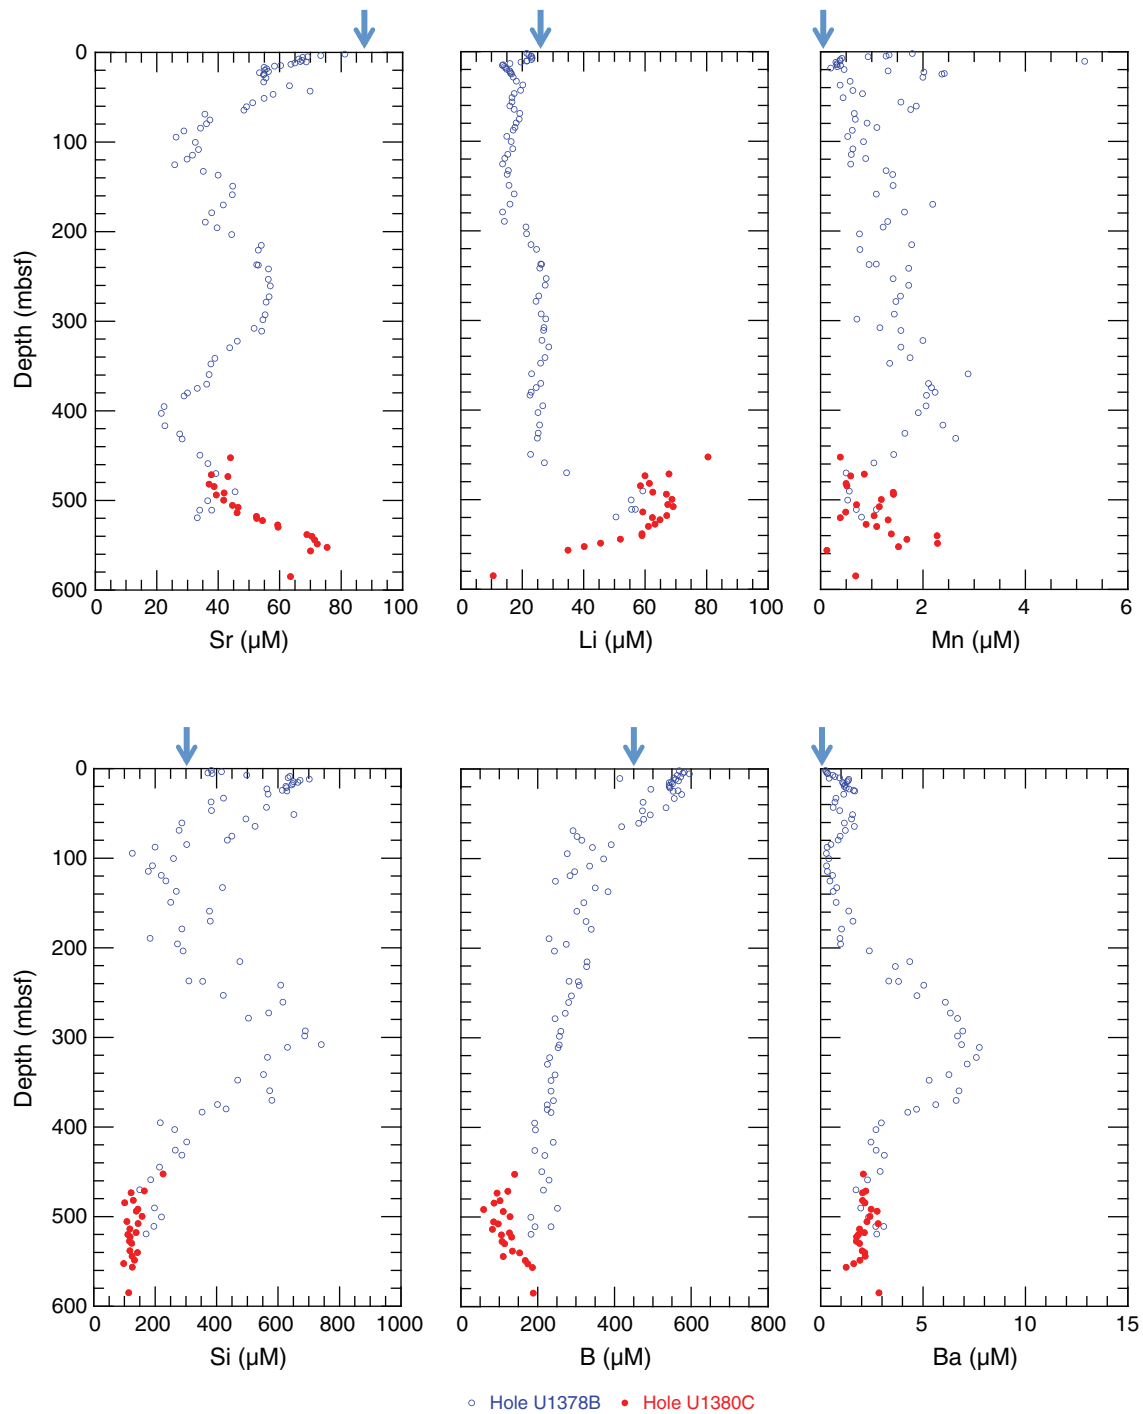 0
100
200
300
400
500
600
Depth (mbsf)
0 20 40 60 80 100
Sr (µM)
0 20 40 60 80 100
Li (µM)
0 2 4 6
Mn (µM)
0
100
200
300
400
500
600
Depth (mbsf)
0 200 400 600 800 1000
Si (µM)
0 200 400 600 800
B (µM)
0 5 10 15
Ba (µM)
Hole U1378B Hole U1380C